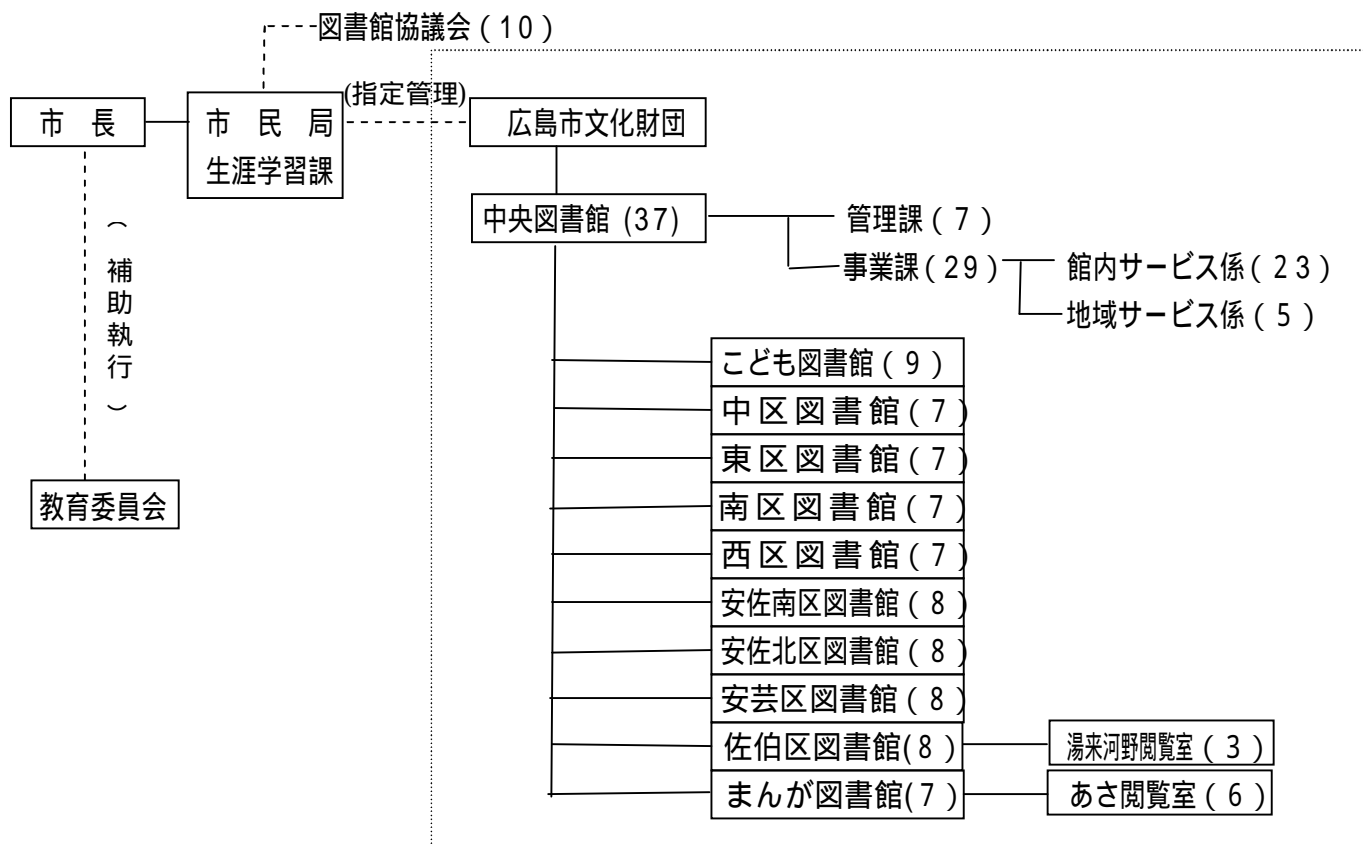 図書館協議会(10)
(指定管理)
市 長
市 民 局
生涯学習課
広島市文化財団
中央図書館 (37)
管理課(7)
事業課(29)
館内サービス係(23)
地域サービス係(5)
(補助執行)
教育委員会
こども図書館(9)
中区図書館(7)
東区図書館(7)
南区図書館(7)
西区図書館(7)
安佐南区図書館(8)
安佐北区図書館(8)
安芸区図書館(8)
佐伯区図書館(8)
湯来河野閲覧室(3)
まんが図書館(7)
あさ閲覧室(6)